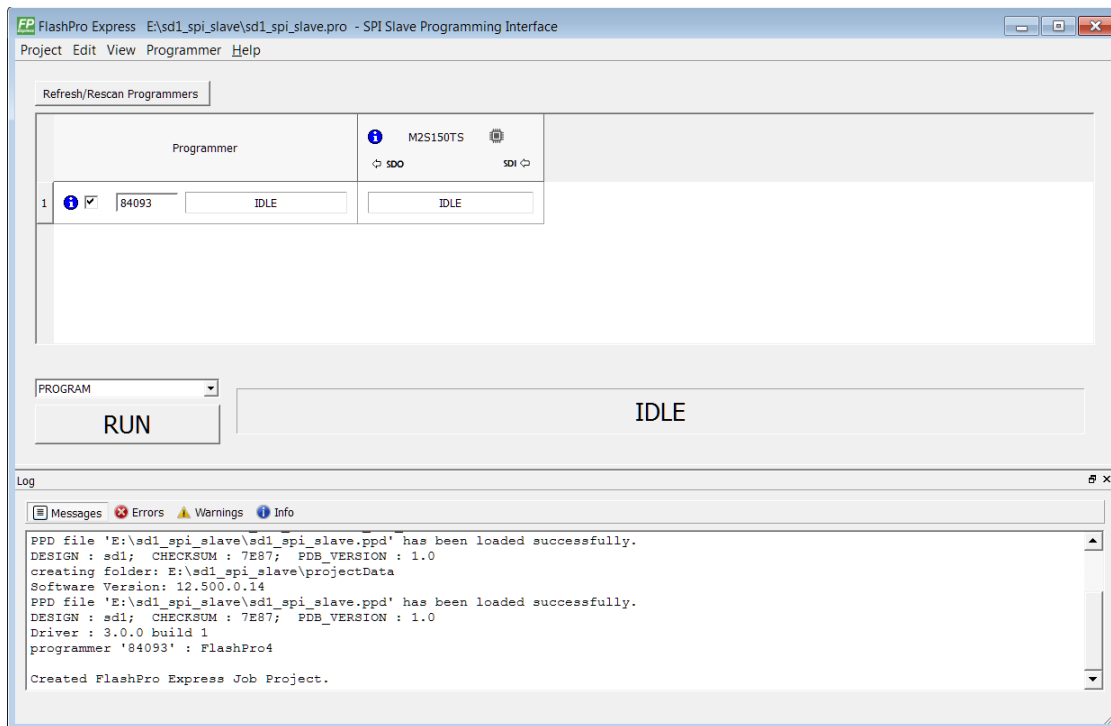 FP FlashPro Express E:\sd1_spi_slave\sd1_spi_slave.pro - SPI Slave Programming Interface
Project Edit View Programmer Help
Refresh/Rescan Programmers
Programmer
M2S150TS
SDO SDI
1 84093 IDLE IDLE
PROGRAM
RUN
IDLE
Log
Messages Errors Warnings Info
PPD file 'E:\sd1_spi_slave\sd1_spi_slave.ppd' has been loaded successfully.
DESIGN : sd1; CHECKSUM : 7E87; PDB_VERSION : 1.0
creating folder: E:\sd1_spi_slave\projectData
Software Version: 12.500.0.14
PPD file 'E:\sd1_spi_slave\sd1_spi_slave.ppd' has been loaded successfully.
DESIGN : sd1; CHECKSUM : 7E87; PDB_VERSION : 1.0
Driver : 3.0.0 build 1
programmer '84093' : FlashPro4
Created FlashPro Express Job Project.